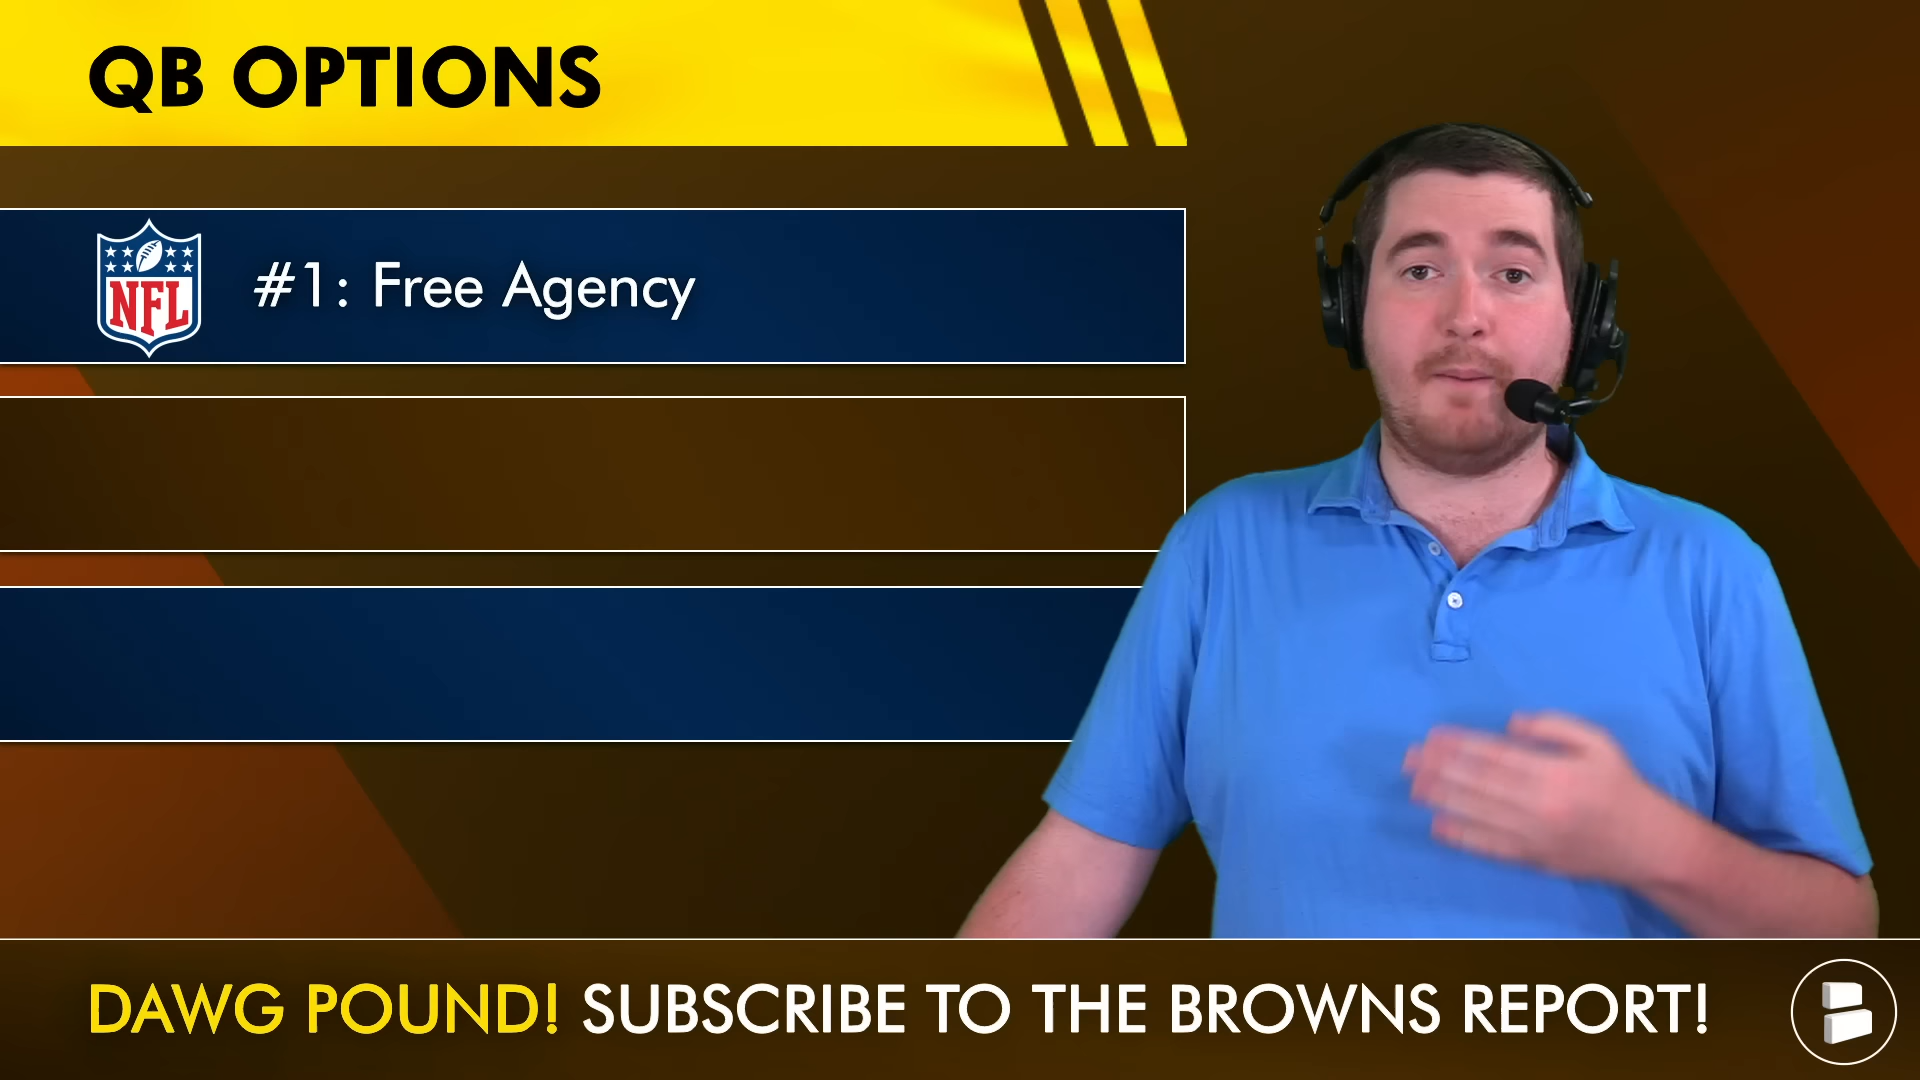 QB OPTIONS
NFL
#1: Free Agency
DAWG POUND! SUBSCRIBE TO THE BROWNS REPORT!